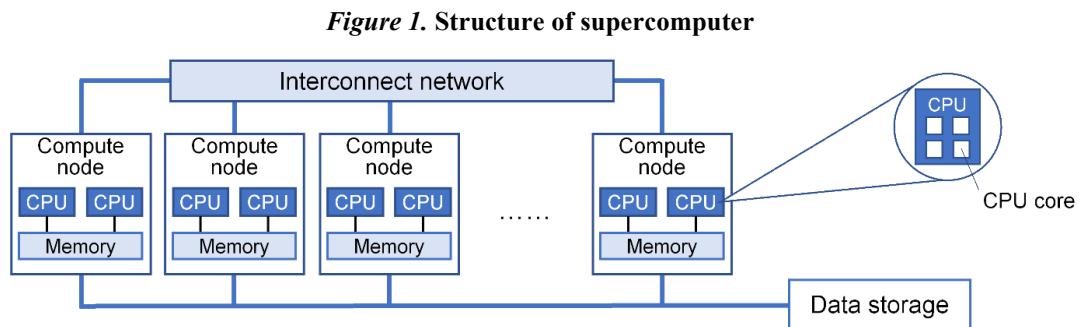 Figure 1. Structure of supercomputer
Interconnect network
Compute
node
CPU CPU
Memory
Compute
node
CPU CPU
Memory
Compute
node
CPU CPU
Memory
……
Compute
node
CPU CPU
Memory
CPU
CPU core
Data storage